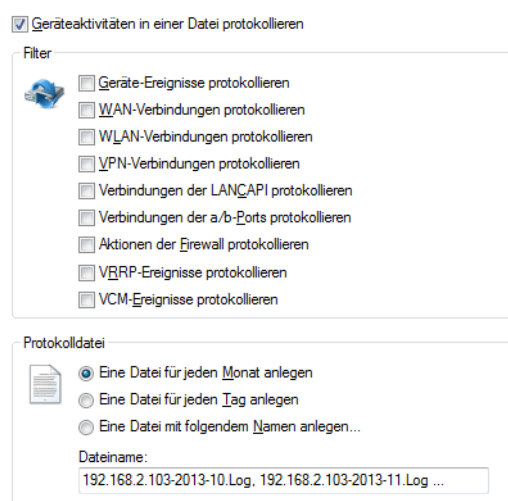 Geräteaktivitäten in einer Datei protokollieren
Filter
Geräte-Ereignisse protokollieren
WAN-Verbindungen protokollieren
WLAN-Verbindungen protokollieren
VPN-Verbindungen protokollieren
Verbindungen der LANCAPI protokollieren
Verbindungen der a/b-Ports protokollieren
Aktionen der Firewall protokollieren
VRRP-Ereignisse protokollieren
VCM-Ereignisse protokollieren
Protokolldatei
Eine Datei für jeden Monat anlegen
Eine Datei für jeden Tag anlegen
Eine Datei mit folgendem Namen anlegen...
Dateiname:
192.168.2.103-2013-10.Log, 192.168.2.103-2013-11.Log ...